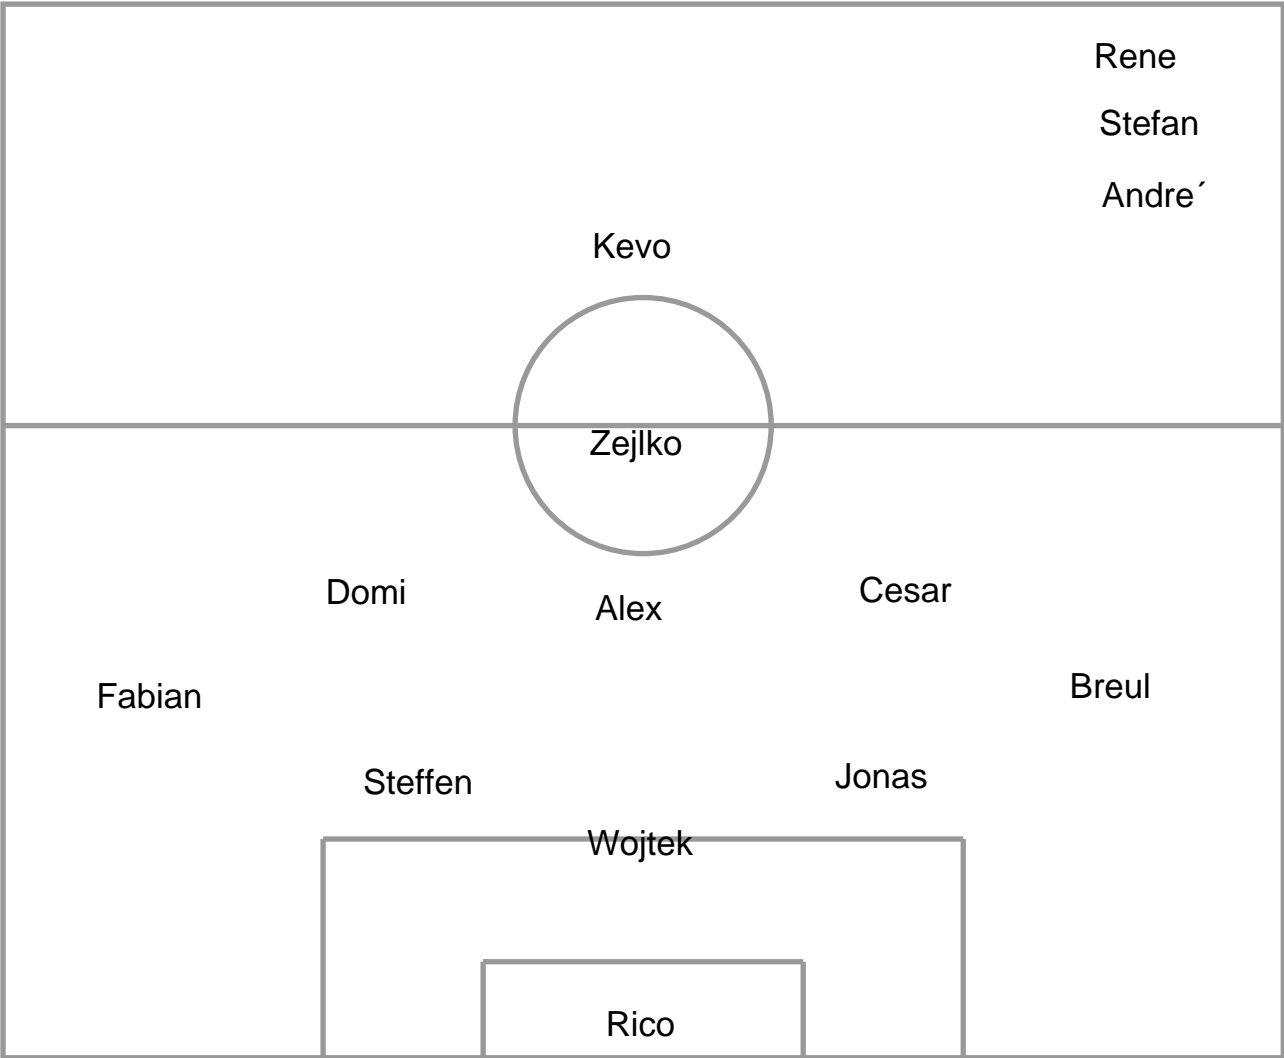 Rene
Stefan
Andre´
Kevo
Zejlko
Domi
Alex
Cesar
Fabian
Breul
Steffen
Jonas
Wojtek
Rico